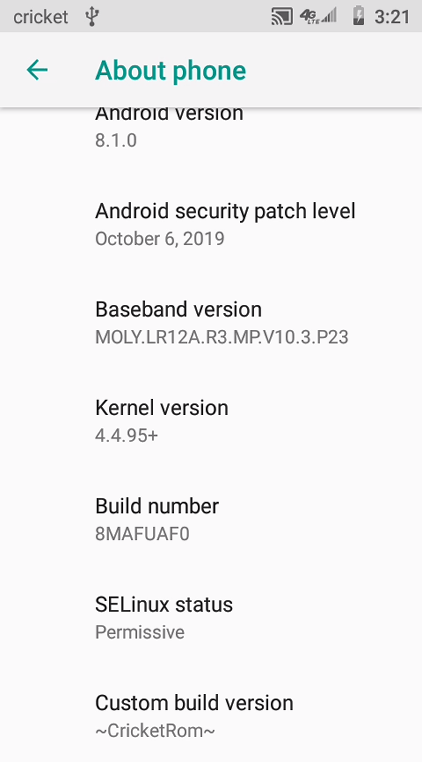 cricket 4G LTE 3:21
About phone
Android version
8.1.0
Android security patch level
October 6, 2019
Baseband version
MOLY.LR12A.R3.MP.V10.3.P23
Kernel version
4.4.95+
Build number
8MAFUAF0
SELinux status
Permissive
Custom build version
~CricketRom~